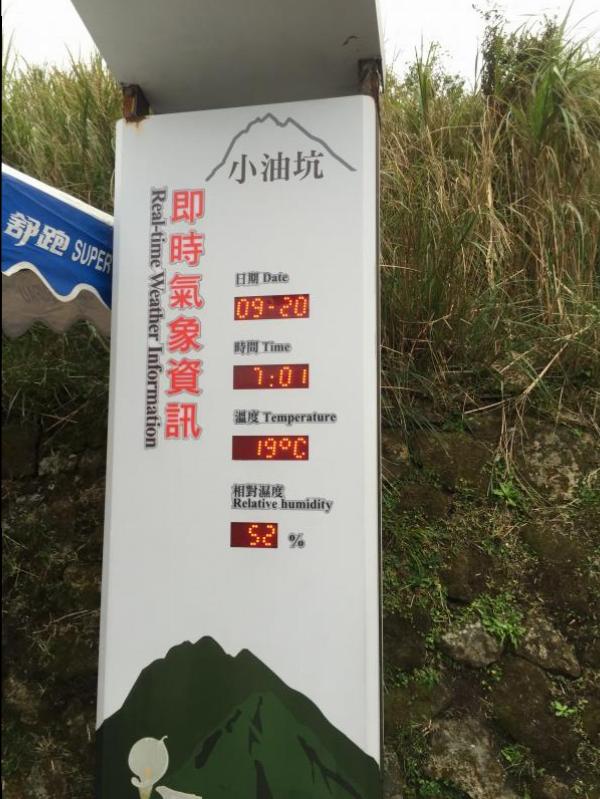 小油坑
即時氣象資訊
Real-time Weather Information
舒跑 SUPER
日期 Date
09-20
時間 Time
7:01
溫度 Temperature
19°C
相對濕度
Relative humidity
52 %